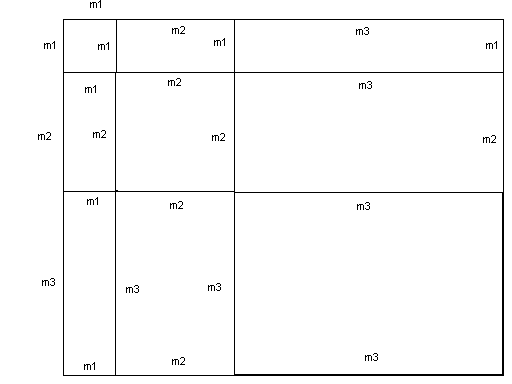 m1
m2 m3
m1 m1 m1 m1
m1 m2 m3
m2 m2 m2 m2
m1 m2 m3
m3 m3 m3
m1 m2 m3